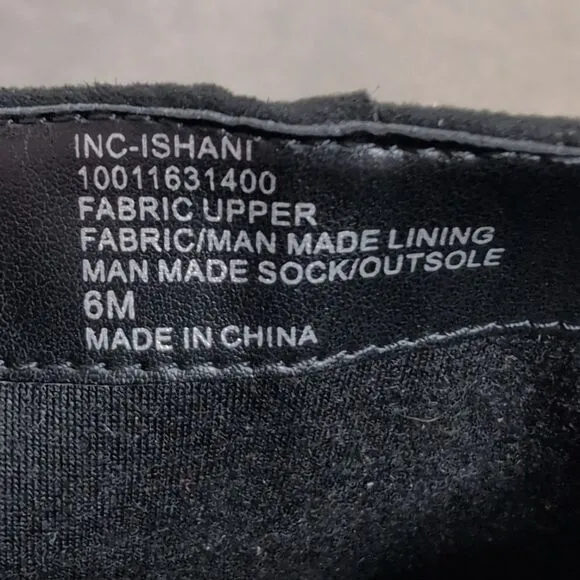 INC-ISHANI
10011631400
FABRIC UPPER
FABRIC/MAN MADE LINING
MAN MADE SOCK/OUTSOLE
6M
MADE IN CHINA